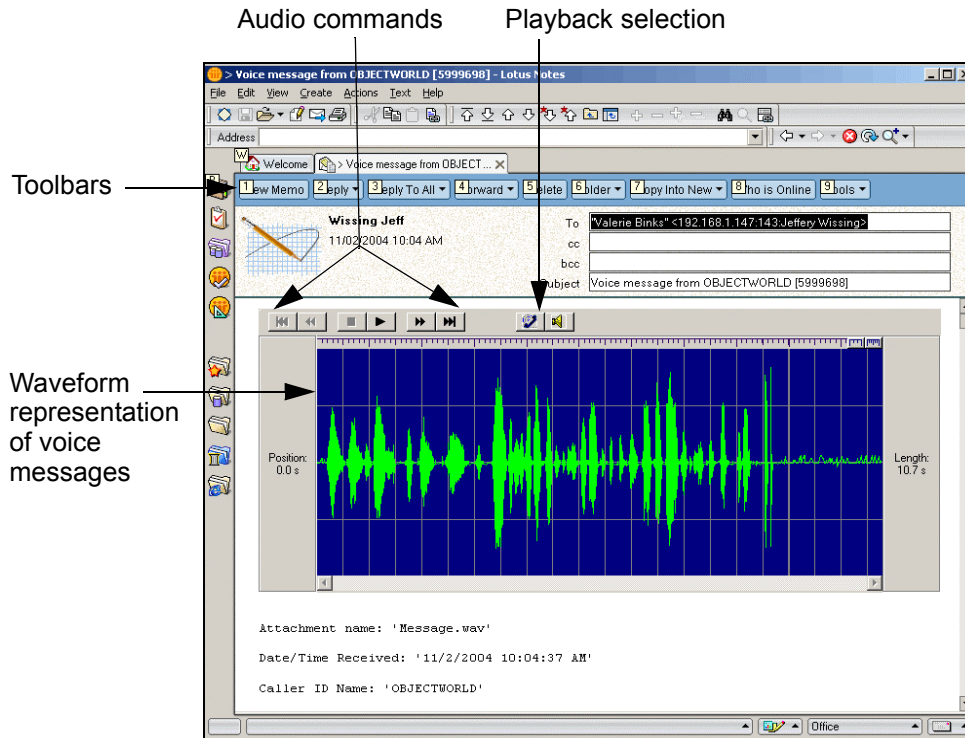 Audio commands
Playback selection
> Voice message from OBJECTWORLD [5999698] - Lotus Notes
File Edit View Create Actions Text Help
Address
W
Welcome
> Voice message from OBJECT...
Toolbars
1 ew Memo 2 eply 3 eply To All 4 orward 5 elete 6 older 7 opy Into New 8 ho is Online 9 ools
Wissing Jeff
11/02/2004 10:04 AM
To "Valerie Binks" <192.168.1.147:143:Jeffery Wissing>
cc
bcc
ubject Voice message from OBJECTWORLD [5999698]
Waveform
representation
of voice
messages
Position:
0.0 s
Length:
10.7 s
Attachment name: 'Message.wav'
Date/Time Received: '11/2/2004 10:04:37 AM'
Caller ID Name: 'OBJECTWORLD'
Office